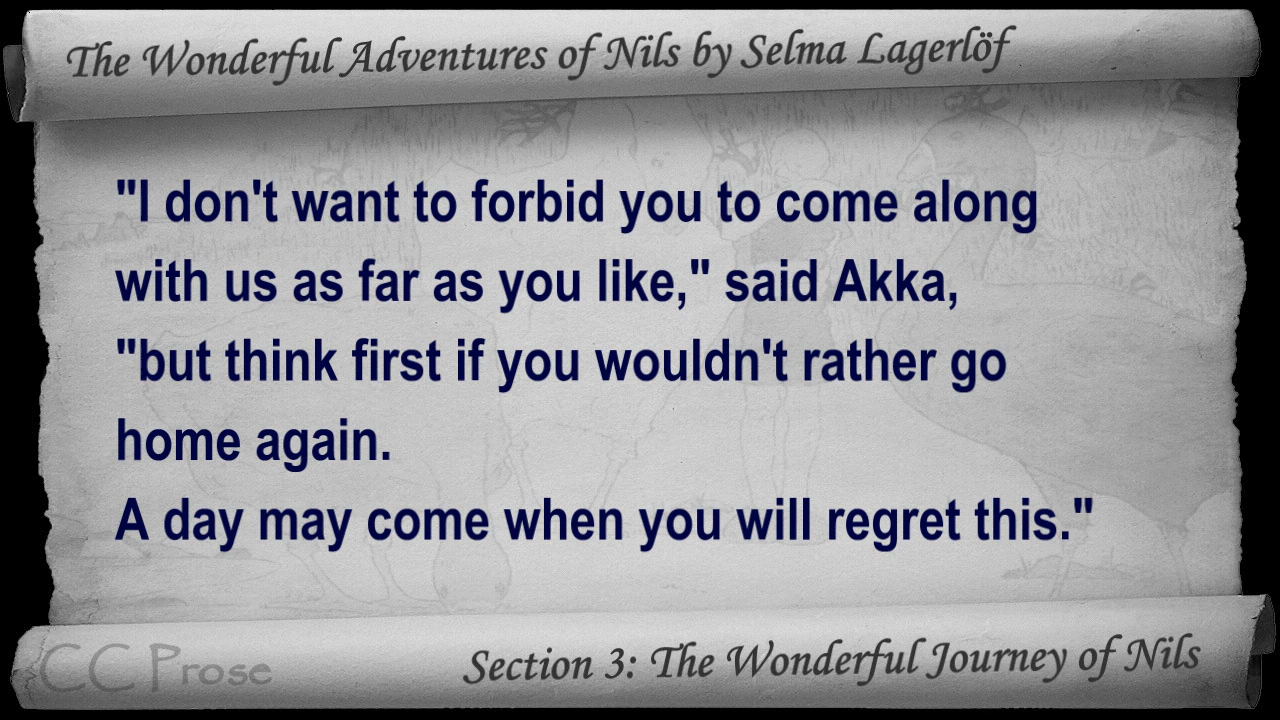 The Wonderful Adventures of Nils by Selma Lagerlöf
"I don't want to forbid you to come along
with us as far as you like," said Akka,
"but think first if you wouldn't rather go
home again.
A day may come when you will regret this."
CC Prose
Section 3: The Wonderful Journey of Nils